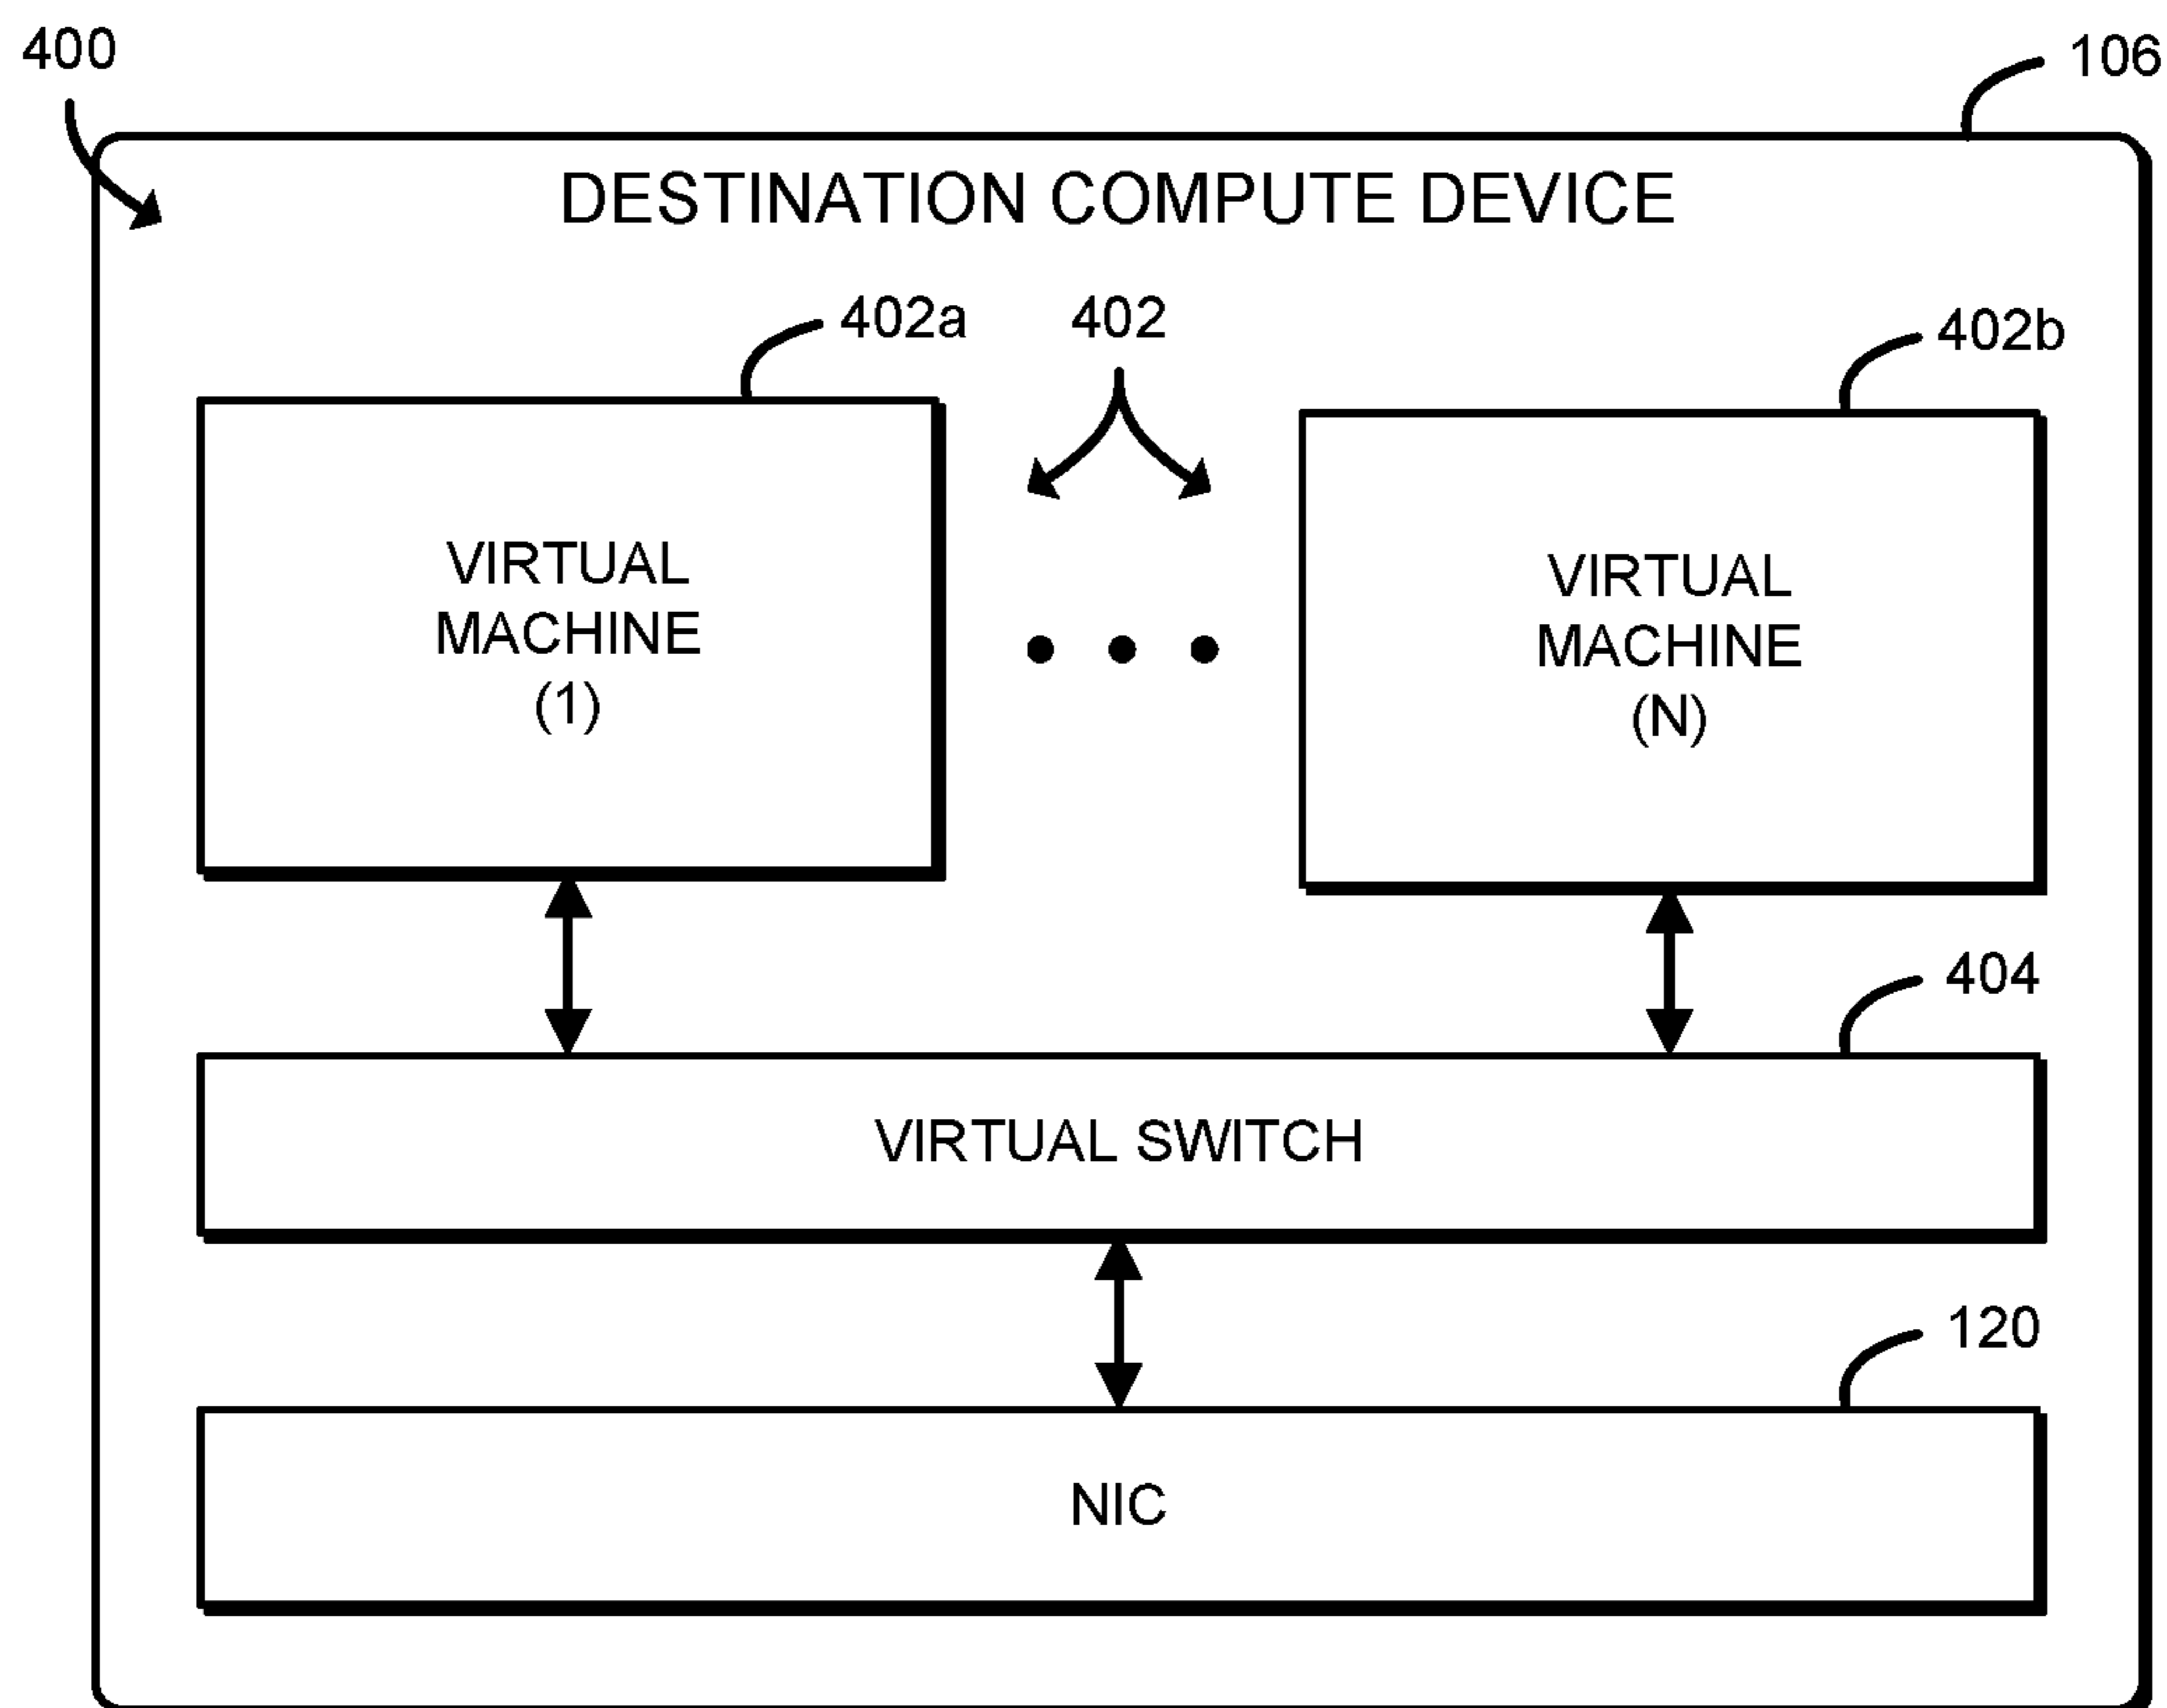 400
106
DESTINATION COMPUTE DEVICE
402a
402
402b
VIRTUAL
MACHINE
(1)
VIRTUAL
MACHINE
(N)
404
VIRTUAL SWITCH
120
NIC